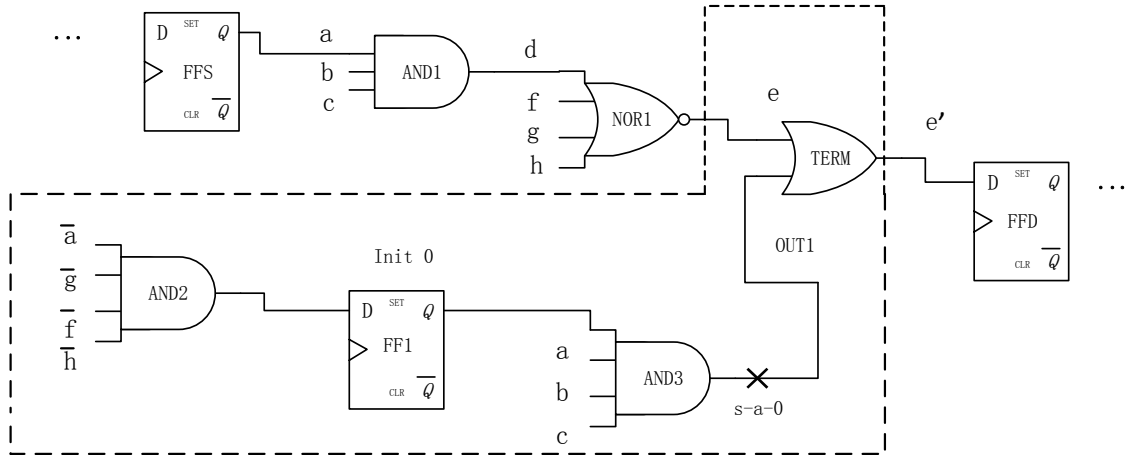 ...
D SET Q
FFS
CLR Q̅
a
b
c
AND1
d
f
g
h
NOR1
e
TERM
e'
D SET Q
FFD
CLR Q̅
...
a̅
g̅
f̅
h̅
AND2
Init 0
D SET Q
FF1
CLR Q̅
a
b
c
AND3
s-a-0
OUT1